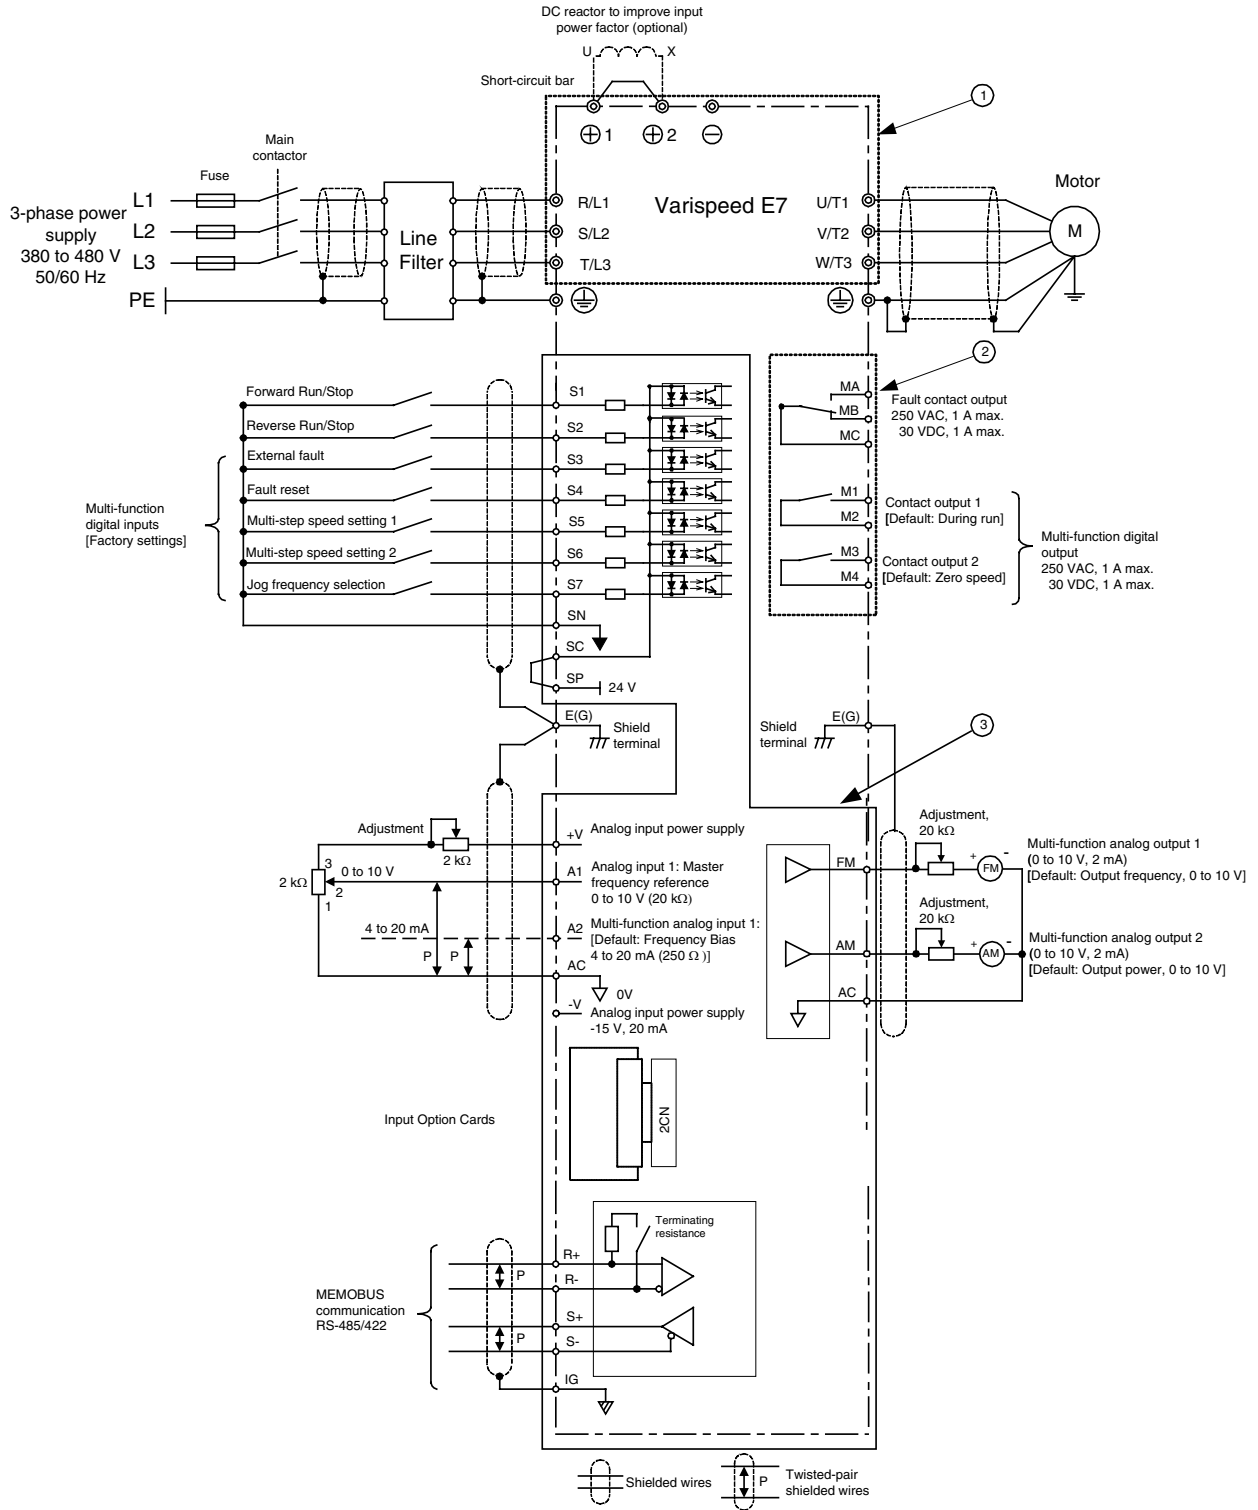 DC reactor to improve input
power factor (optional)
U X
Short-circuit bar
1
1 2
Main
contactor
Fuse
3-phase power
supply
380 to 480 V
50/60 Hz
L1
L2
L3
PE
Line
Filter
R/L1
S/L2
T/L3
Varispeed E7
U/T1
V/T2
W/T3
Motor
M
2
Forward Run/Stop
Reverse Run/Stop
External fault
Fault reset
Multi-step speed setting 1
Multi-step speed setting 2
Jog frequency selection
Multi-function
digital inputs
[Factory settings]
S1
S2
S3
S4
S5
S6
S7
SN
SC
SP
24 V
E(G)
Shield
terminal
MA
MB
MC
Fault contact output
250 VAC, 1 A max.
30 VDC, 1 A max.
M1
M2
Contact output 1
[Default: During run]
M3
M4
Contact output 2
[Default: Zero speed]
Multi-function digital
output
250 VAC, 1 A max.
30 VDC, 1 A max.
Shield
terminal
E(G)
3
Adjustment
2 kΩ
2 kΩ
3
2
1
0 to 10 V
4 to 20 mA
P P
+V
Analog input power supply
A1
Analog input 1: Master
frequency reference
0 to 10 V (20 kΩ)
A2
Multi-function analog input 1:
[Default: Frequency Bias
4 to 20 mA (250 Ω )]
AC
0V
-V
Analog input power supply
-15 V, 20 mA
FM
AM
AC
Adjustment,
20 kΩ
+ FM -
Multi-function analog output 1
(0 to 10 V, 2 mA)
[Default: Output frequency, 0 to 10 V]
Adjustment,
20 kΩ
+ AM -
Multi-function analog output 2
(0 to 10 V, 2 mA)
[Default: Output power, 0 to 10 V]
Input Option Cards
2CN
Terminating
resistance
MEMOBUS
communication
RS-485/422
P
P
R+
R-
S+
S-
IG
Shielded wires
P
Twisted-pair
shielded wires